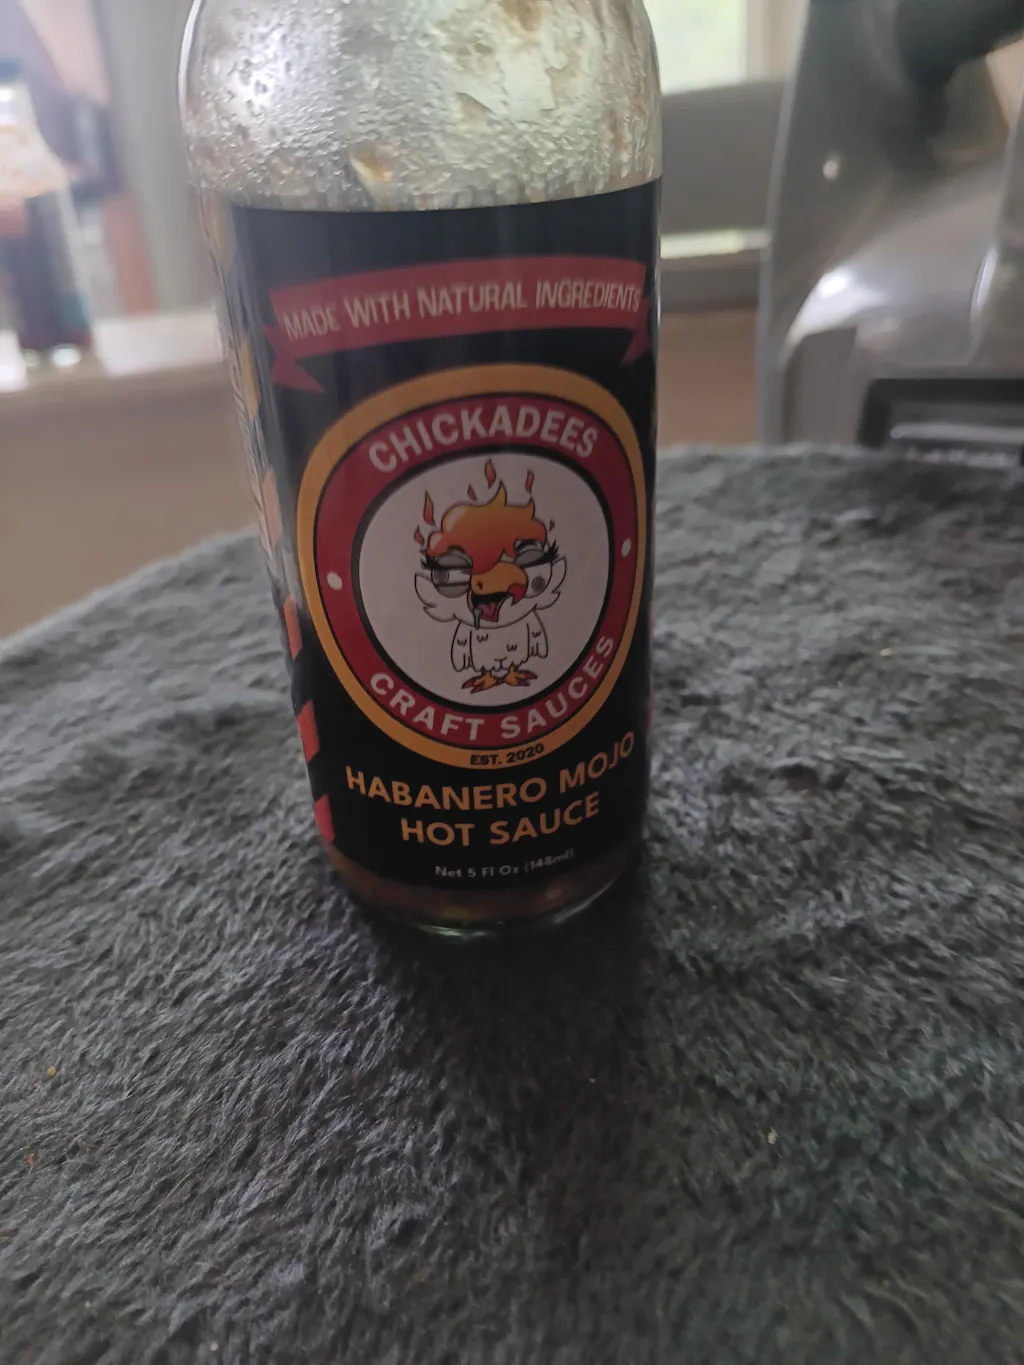 MADE WITH NATURAL INGREDIENTS
CHICKADEES
CRAFT SAUCES
EST. 2020
HABANERO MOJO
HOT SAUCE
Net 5 Fl Oz (148ml)